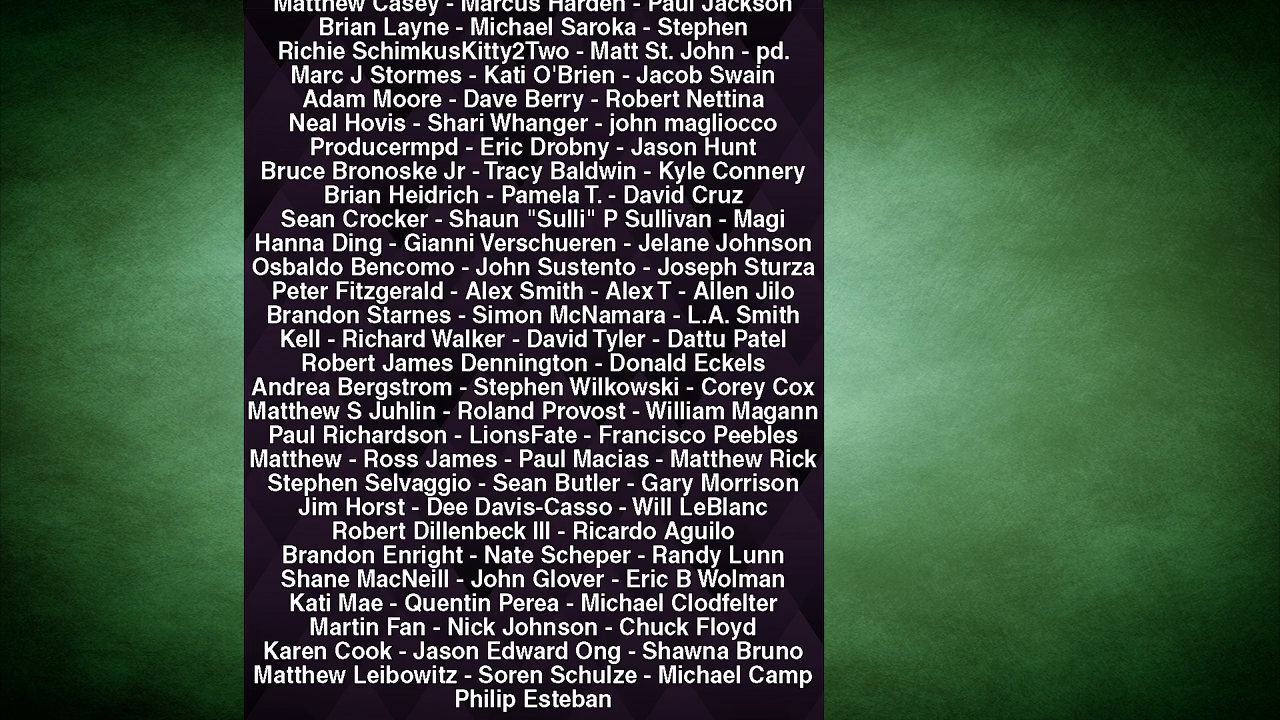 Matthew Casey - Marcus Harden - Paul Jackson
Brian Layne - Michael Saroka - Stephen
Richie SchimkusKitty2Two - Matt St. John - pd.
Marc J Stormes - Kati O'Brien - Jacob Swain
Adam Moore - Dave Berry - Robert Nettina
Neal Hovis - Shari Whanger - john magliocco
Producermpd - Eric Drobny - Jason Hunt
Bruce Bronoske Jr - Tracy Baldwin - Kyle Connery
Brian Heidrich - Pamela T. - David Cruz
Sean Crocker - Shaun "Sulli" P Sullivan - Magi
Hanna Ding - Gianni Verschueren - Jelane Johnson
Osbaldo Bencomo - John Sustento - Joseph Sturza
Peter Fitzgerald - Alex Smith - Alex T - Allen Jilo
Brandon Starnes - Simon McNamara - L.A. Smith
Kell - Richard Walker - David Tyler - Dattu Patel
Robert James Dennington - Donald Eckels
Andrea Bergstrom - Stephen Wilkowski - Corey Cox
Matthew S Juhlin - Roland Provost - William Magann
Paul Richardson - LionsFate - Francisco Peebles
Matthew - Ross James - Paul Macias - Matthew Rick
Stephen Selvaggio - Sean Butler - Gary Morrison
Jim Horst - Dee Davis-Casso - Will LeBlanc
Robert Dillenbeck III - Ricardo Aguilo
Brandon Enright - Nate Scheper - Randy Lunn
Shane MacNeill - John Glover - Eric B Wolman
Kati Mae - Quentin Perea - Michael Clodfelter
Martin Fan - Nick Johnson - Chuck Floyd
Karen Cook - Jason Edward Ong - Shawna Bruno
Matthew Leibowitz - Soren Schulze - Michael Camp
Philip Esteban